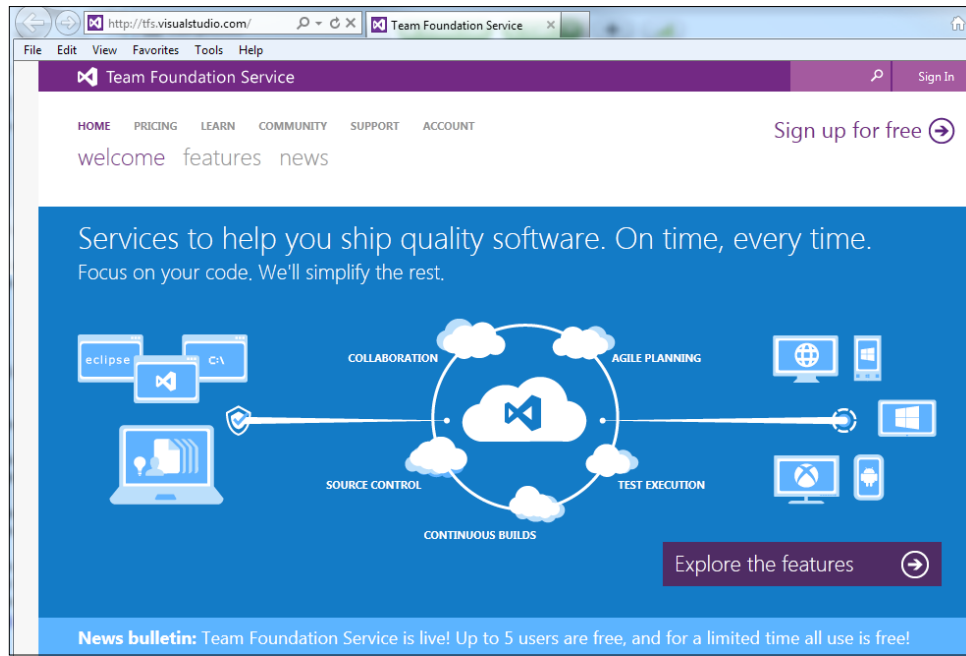 http://tfs.visualstudio.com/
Team Foundation Service
File Edit View Favorites Tools Help
Team Foundation Service
Sign In
HOME PRICING LEARN COMMUNITY SUPPORT ACCOUNT
Sign up for free
welcome features news
Services to help you ship quality software. On time, every time.
Focus on your code. We'll simplify the rest.
eclipse
C:\
COLLABORATION
AGILE PLANNING
SOURCE CONTROL
TEST EXECUTION
CONTINUOUS BUILDS
Explore the features
News bulletin: Team Foundation Service is live! Up to 5 users are free, and for a limited time all use is free!